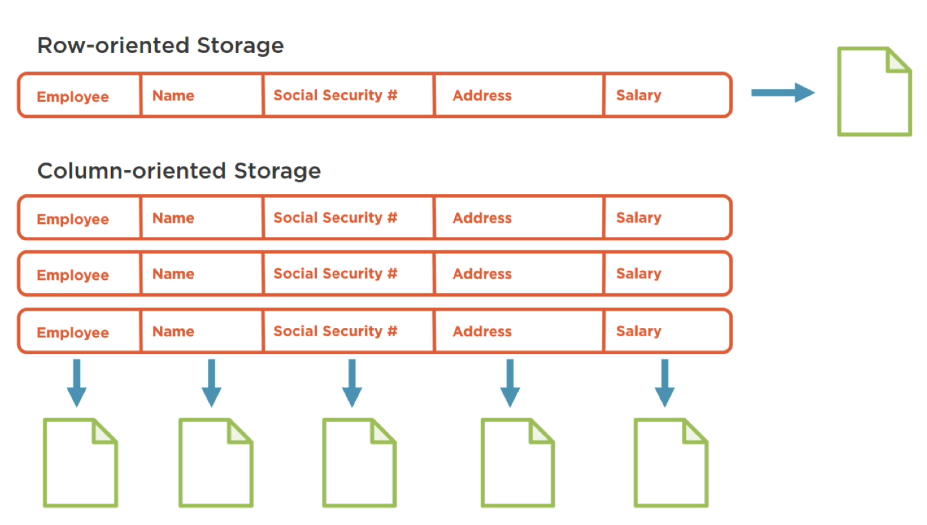 Row-oriented Storage
Employee Name Social Security # Address Salary
Column-oriented Storage
Employee Name Social Security # Address Salary
Employee Name Social Security # Address Salary
Employee Name Social Security # Address Salary